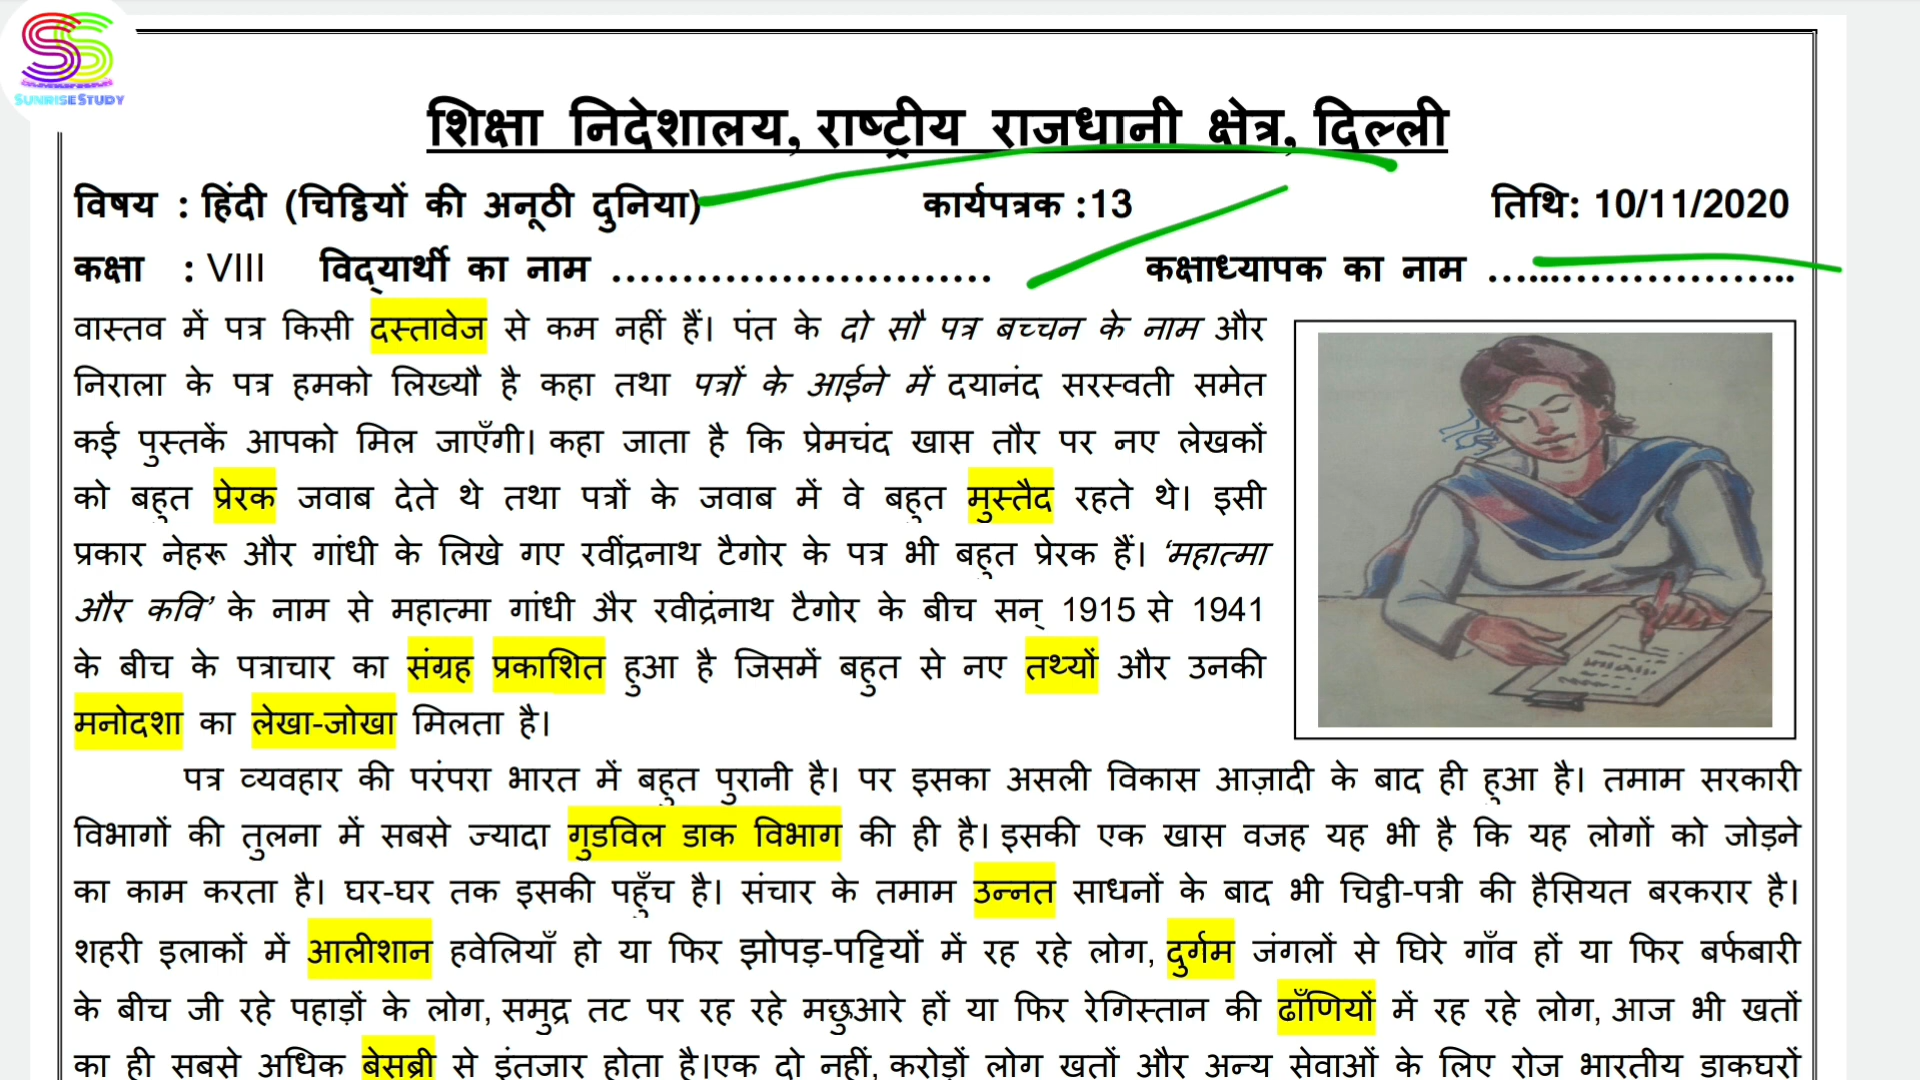 SUNRISE STUDY
शिक्षा निदेशालय, राष्ट्रीय राजधानी क्षेत्र, दिल्ली
विषय : हिंदी (चिट्ठियों की अनूठी दुनिया) कार्यपत्रक :13 तिथि: 10/11/2020
कक्षा : VIII विद्यार्थी का नाम ........................... कक्षाध्यापक का नाम ........................
वास्तव में पत्र किसी दस्तावेज से कम नहीं हैं। पंत के दो सौ पत्र बच्चन के नाम और
निराला के पत्र हमको लिख्यौ है कहा तथा पत्रों के आईने में दयानंद सरस्वती समेत
कई पुस्तकें आपको मिल जाएँगी। कहा जाता है कि प्रेमचंद खास तौर पर नए लेखकों
को बहुत प्रेरक जवाब देते थे तथा पत्रों के जवाब में वे बहुत मुस्तैद रहते थे। इसी
प्रकार नेहरू और गांधी के लिखे गए रवींद्रनाथ टैगोर के पत्र भी बहुत प्रेरक हैं। ‘महात्मा
और कवि’ के नाम से महात्मा गांधी अैर रवीद्रंनाथ टैगोर के बीच सन् 1915 से 1941
के बीच के पत्राचार का संग्रह प्रकाशित हुआ है जिसमें बहुत से नए तथ्यों और उनकी
मनोदशा का लेखा-जोखा मिलता है।
पत्र व्यवहार की परंपरा भारत में बहुत पुरानी है। पर इसका असली विकास आज़ादी के बाद ही हुआ है। तमाम सरकारी
विभागों की तुलना में सबसे ज्यादा गुडविल डाक विभाग की ही है। इसकी एक खास वजह यह भी है कि यह लोगों को जोड़ने
का काम करता है। घर-घर तक इसकी पहुँच है। संचार के तमाम उन्नत साधनों के बाद भी चिट्ठी-पत्री की हैसियत बरकरार है।
शहरी इलाकों में आलीशान हवेलियाँ हो या फिर झोपड़-पट्टियों में रह रहे लोग, दुर्गम जंगलों से घिरे गाँव हों या फिर बर्फबारी
के बीच जी रहे पहाड़ों के लोग, समुद्र तट पर रह रहे मछुआरे हों या फिर रेगिस्तान की ढाँणियों में रह रहे लोग, आज भी खतों
का ही सबसे अधिक बेसब्री से इंतजार होता है।एक दो नहीं, करोड़ों लोग खतों और अन्य सेवाओं के लिए रोज भारतीय डाकघरों